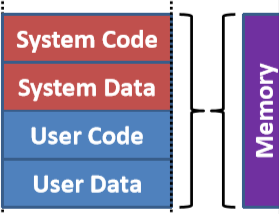 System Code
System Data
User Code
User Data
Memory